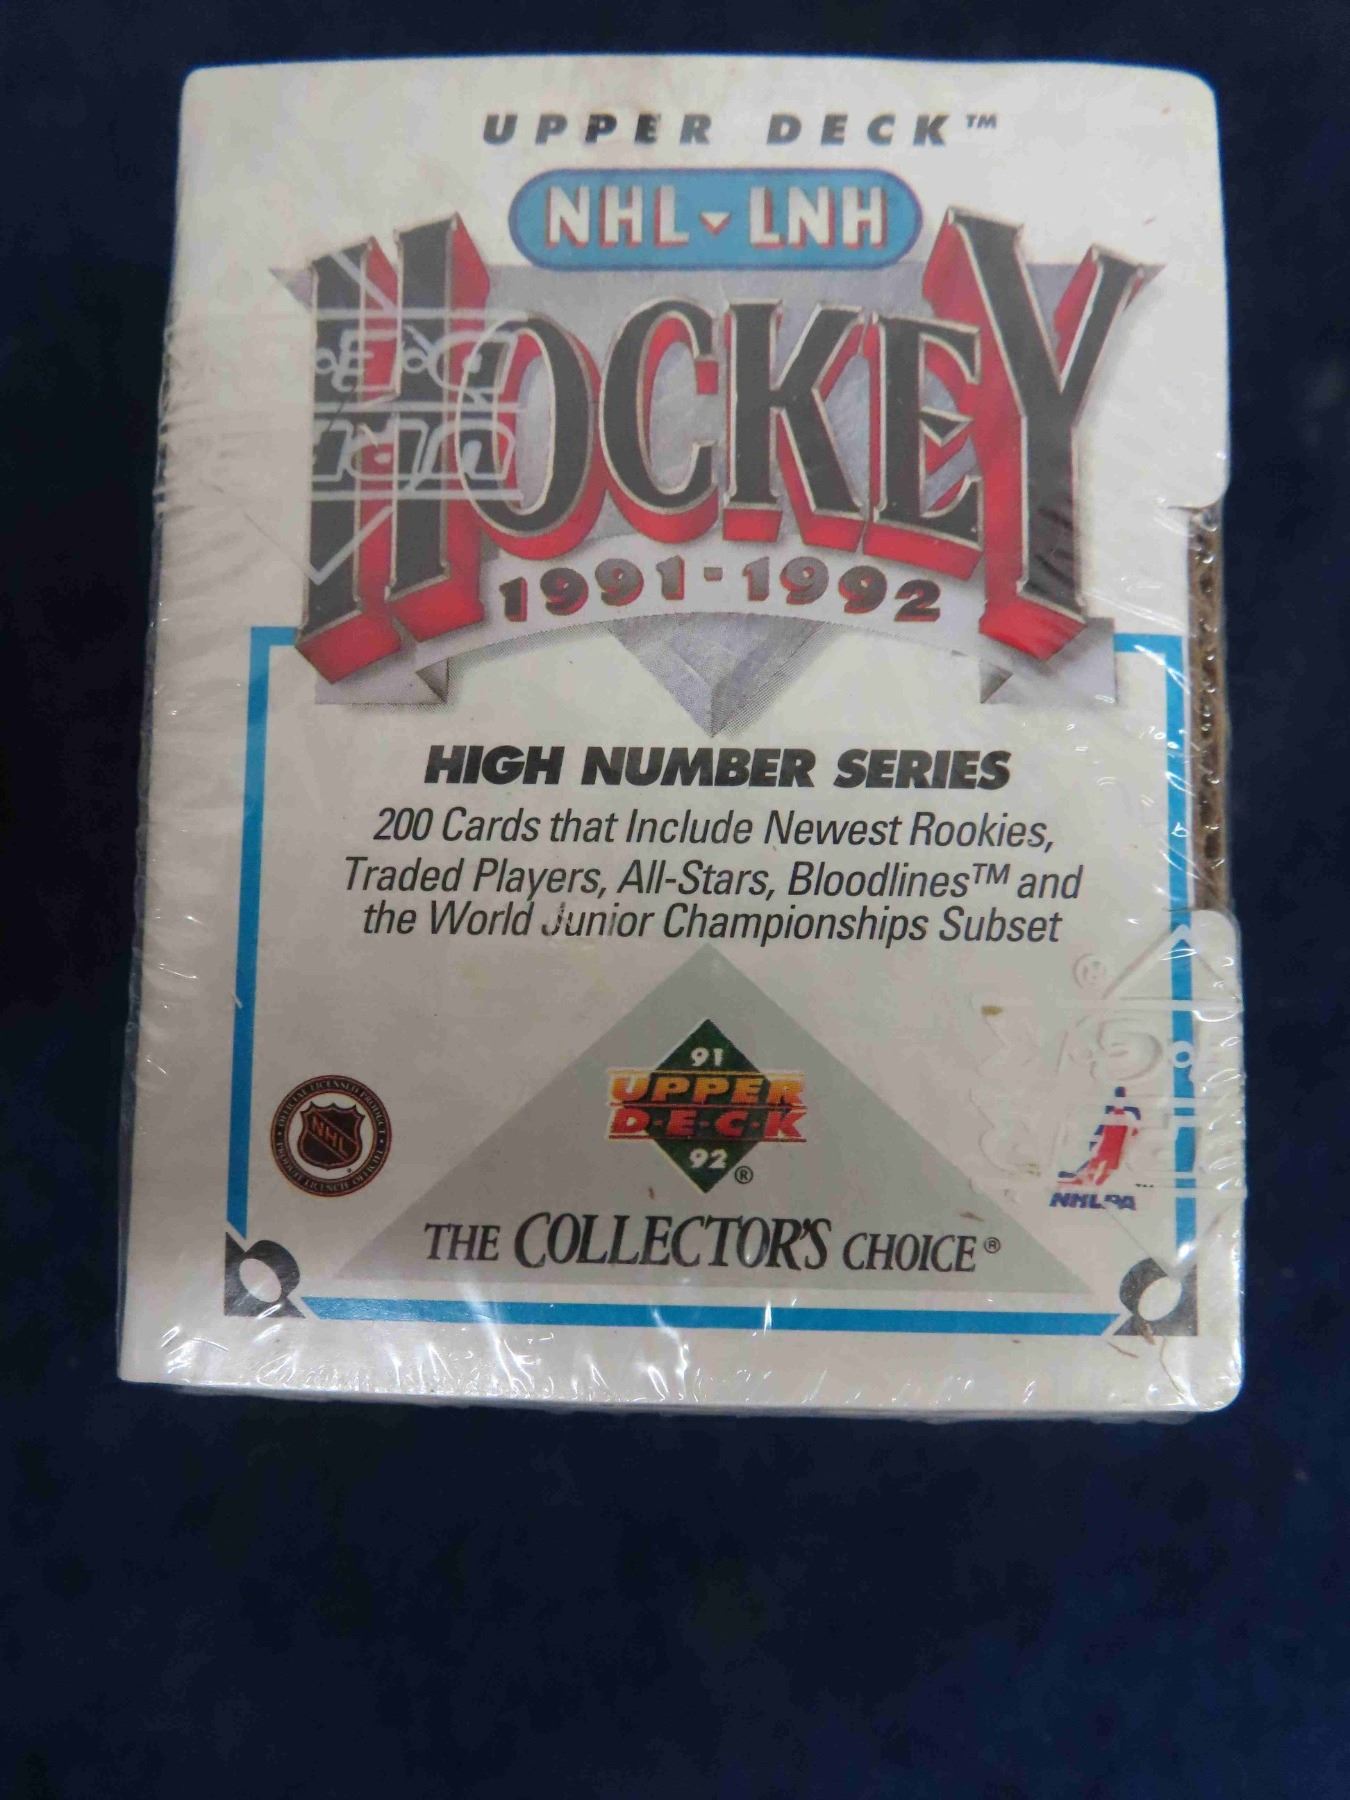 UPPER DECK™
NHL LNH
HOCKEY
1991-1992
HIGH NUMBER SERIES
200 Cards that Include Newest Rookies,
Traded Players, All-Stars, Bloodlines™ and
the World Junior Championships Subset
91
UPPER
D·E·C·K
92 ®
NHL
NHLPA
THE COLLECTOR'S CHOICE®